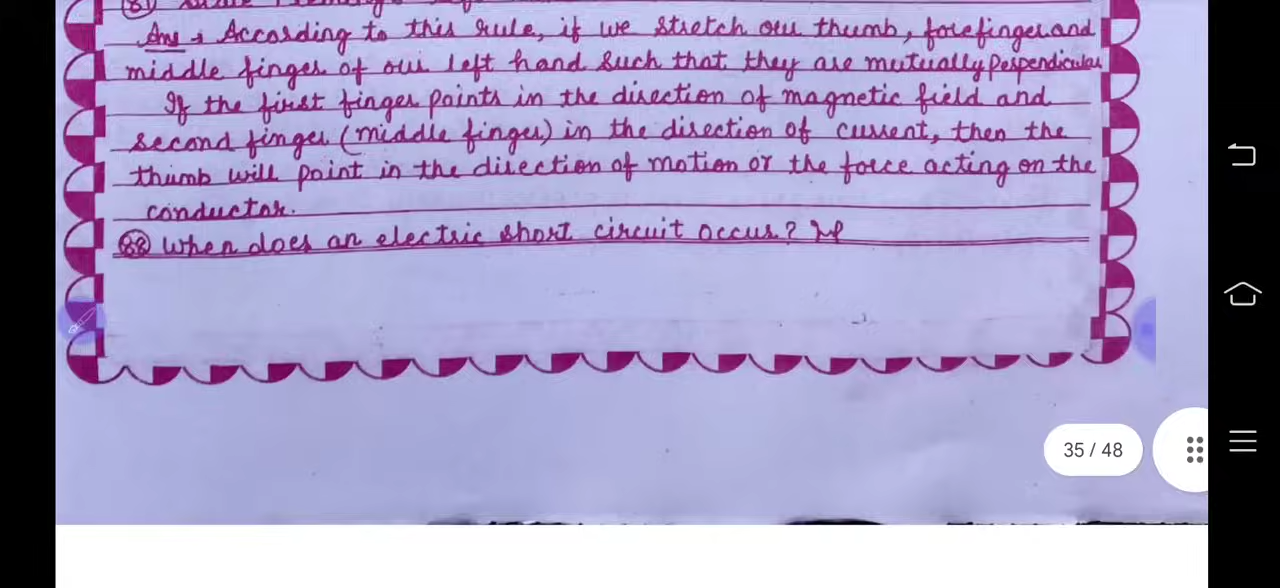 Ans → According to this rule, if we stretch our thumb, forefinger and
middle finger of our left hand such that they are mutually perpendicular
If the first finger points in the direction of magnetic field and
second finger (middle finger) in the direction of current, then the
thumb will point in the direction of motion or the force acting on the
conductor.
82 When does an electric short circuit occur?
35 / 48